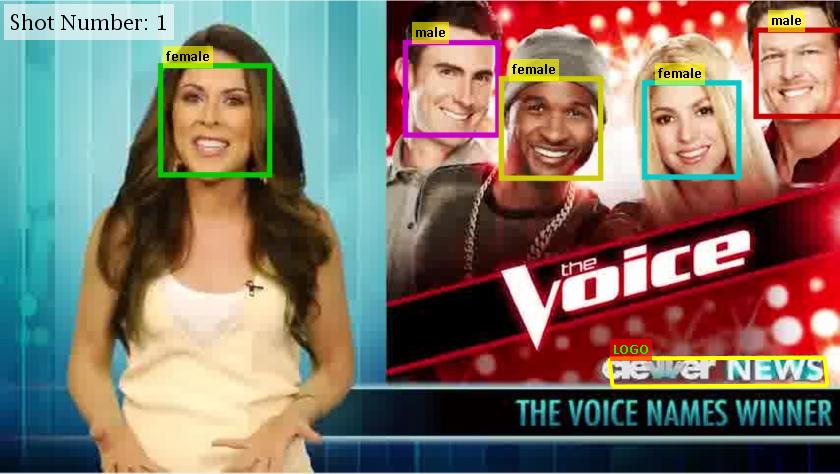 Shot Number: 1
female
male
female
female
male
the
Voice
LOGO
clevver NEWS
THE VOICE NAMES WINNER